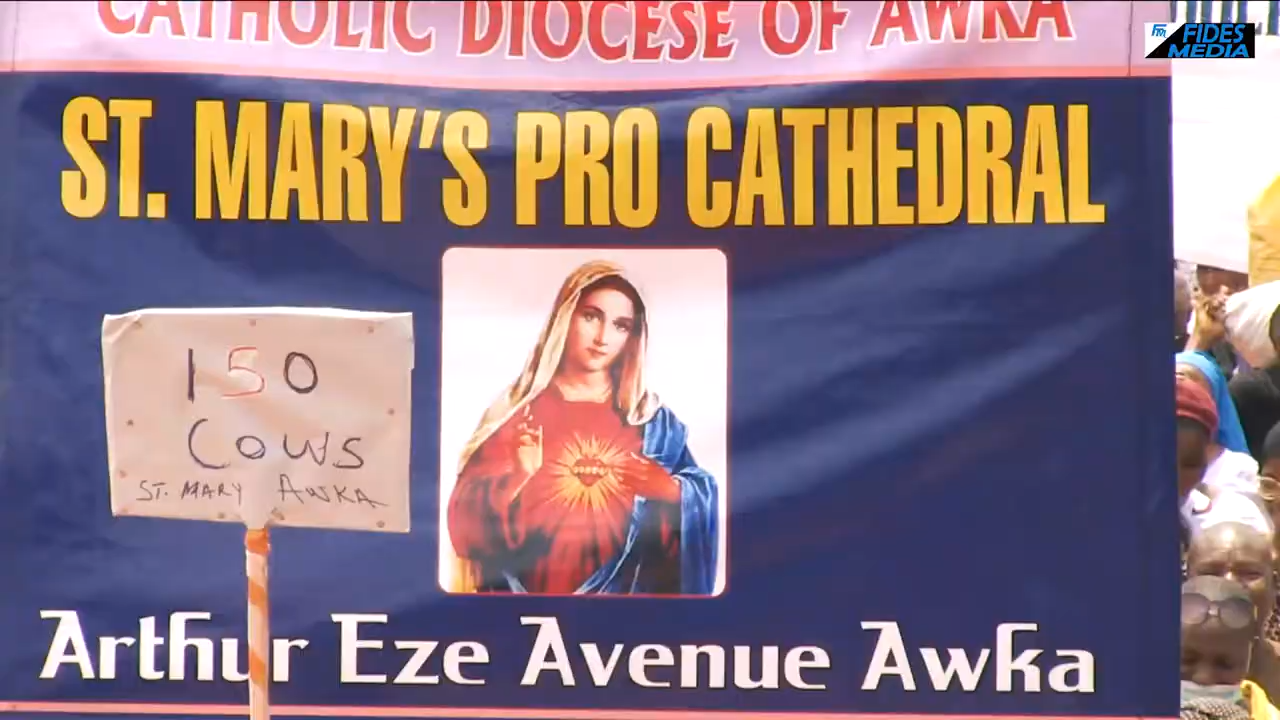 CATHOLIC DIOCESE OF AWKA
FIDES
MEDIA
ST. MARY'S PRO CATHEDRAL
150
COWS
ST. MARY AWKA
Arthur Eze Avenue Awka